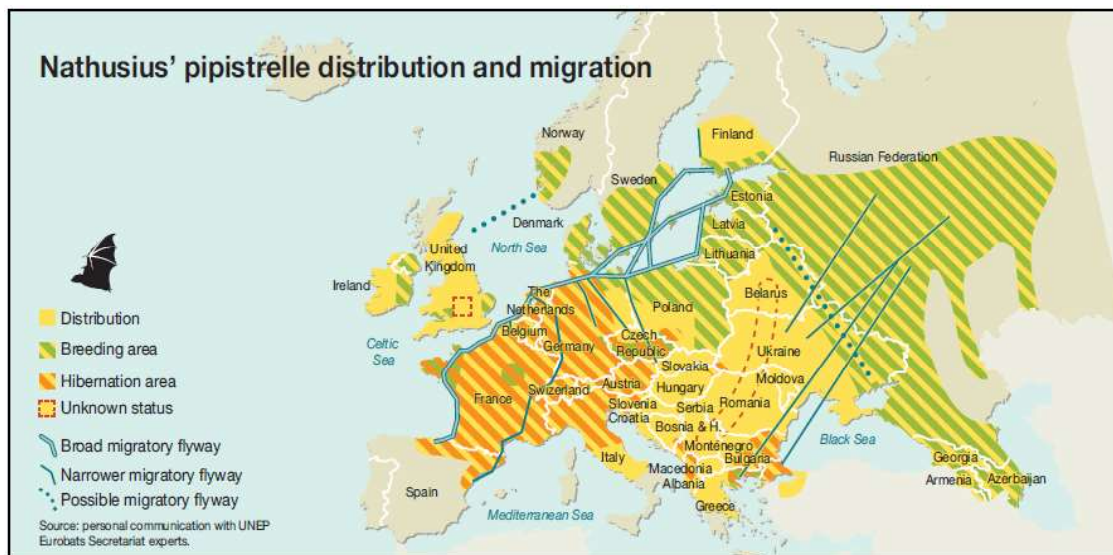 Nathusius' pipistrelle distribution and migration
Norway
Finland
Russian Federation
Sweden
Estonia
Denmark
Latvia
North Sea
Lithuania
United
Kingdom
Ireland
The
Netherlands
Belarus
Poland
Belgium
Germany
Czech
Republic
Celtic
Sea
Ukraine
Slovakia
Moldova
Austria
Hungary
France
Switzerland
Slovenia
Romania
Croatia
Serbia
Bosnia & H.
Black Sea
Monténegro
Bulgaria
Italy
Georgia
Macedonia
Armenia
Azerbaijan
Albania
Spain
Greece
Mediterranean Sea
Distribution
Breeding area
Hibernation area
Unknown status
Broad migratory flyway
Narrower migratory flyway
Possible migratory flyway
Source: personal communication with UNEP
Eurobats Secretariat experts.